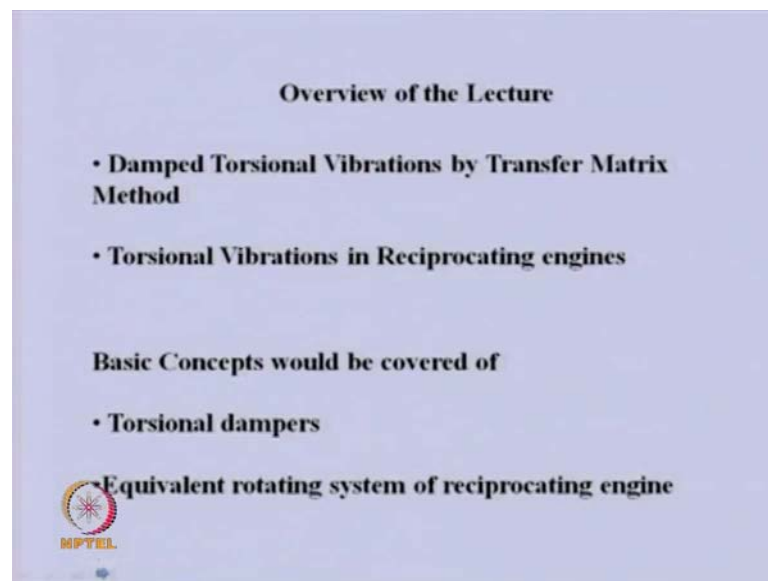 Overview of the Lecture
• Damped Torsional Vibrations by Transfer Matrix
Method
• Torsional Vibrations in Reciprocating engines
Basic Concepts would be covered of
• Torsional dampers
•Equivalent rotating system of reciprocating engine
NPTEL